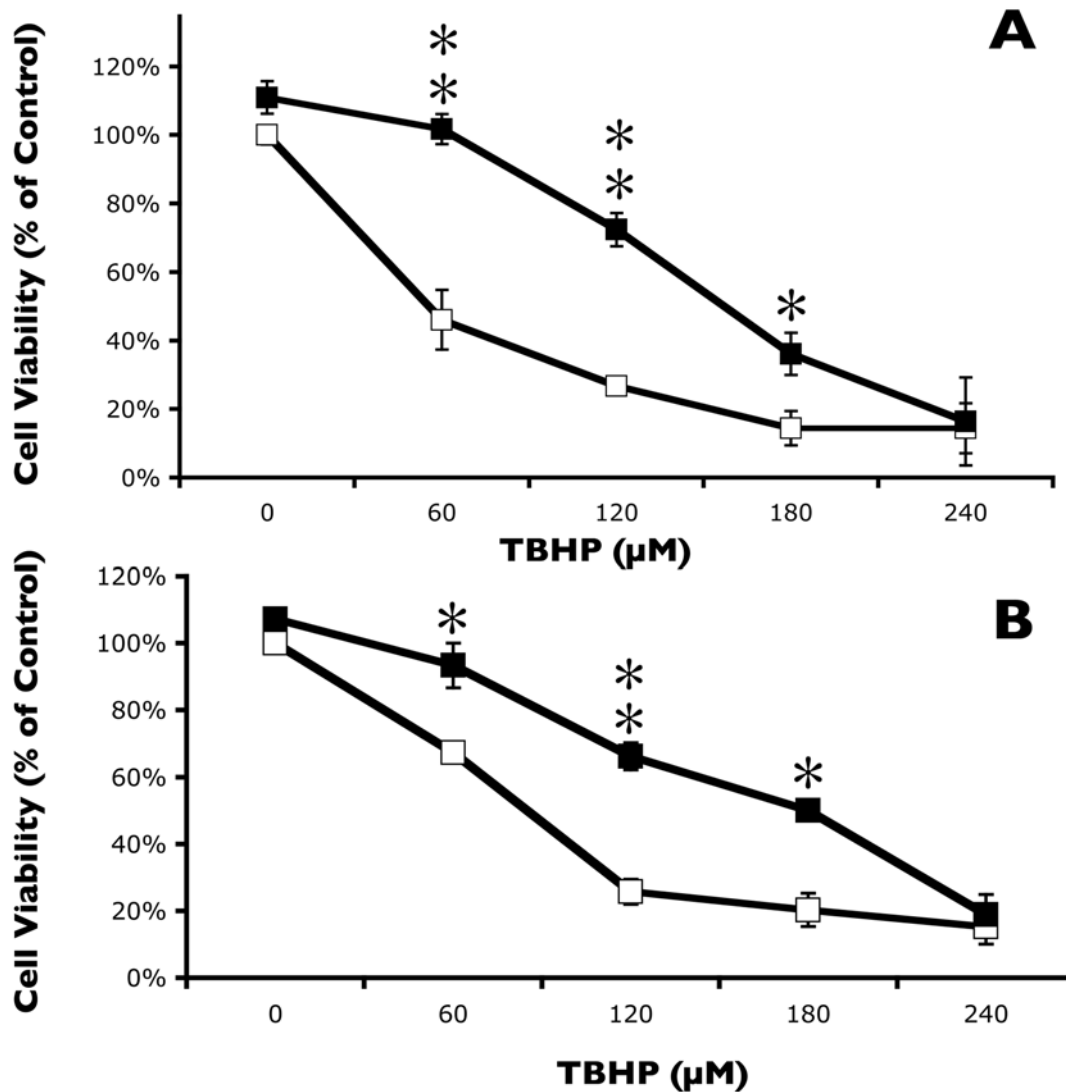 A
Cell Viability (% of Control)
120%
100%
80%
60%
40%
20%
0%
0 60 120 180 240
TBHP (µM)
*
*
*
*
*
B
Cell Viability (% of Control)
120%
100%
80%
60%
40%
20%
0%
0 60 120 180 240
TBHP (µM)
*
*
*
*